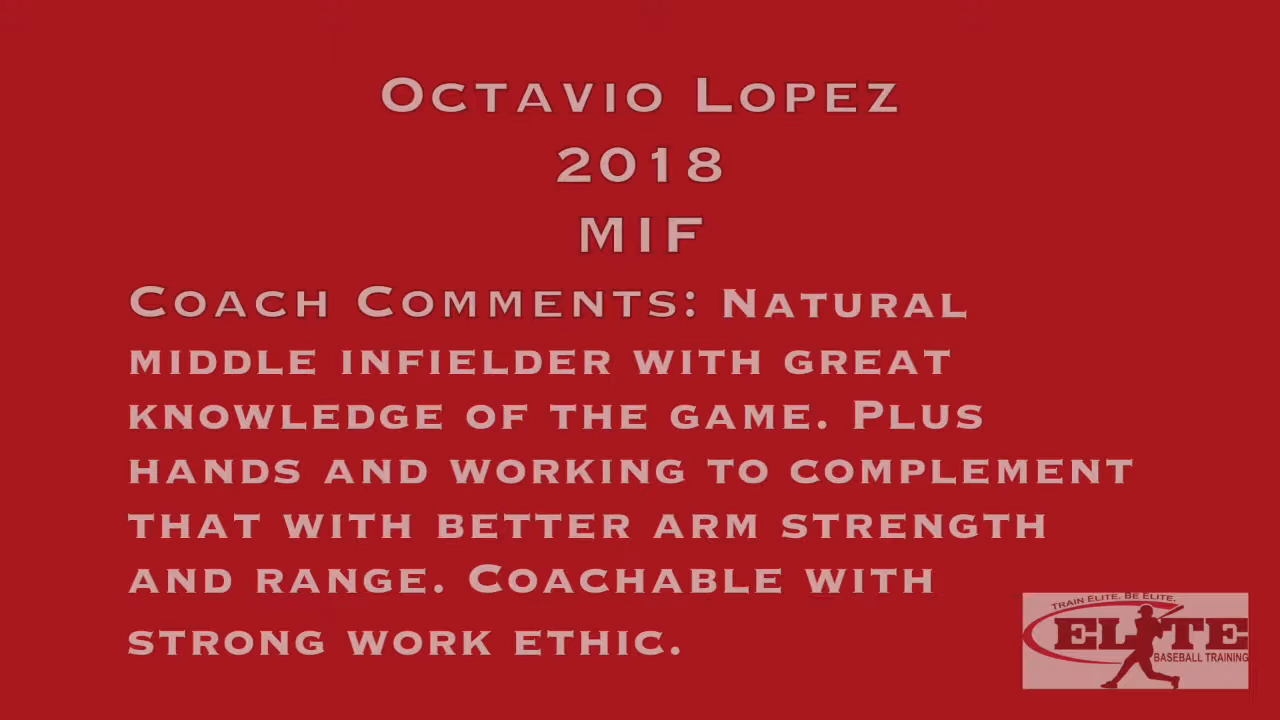 Octavio Lopez
2018
MIF
Coach Comments: Natural
middle infielder with great
knowledge of the game. Plus
hands and working to complement
that with better arm strength
and range. Coachable with
strong work ethic.
Train Elite. Be Elite.
ELITE
BASEBALL TRAINING